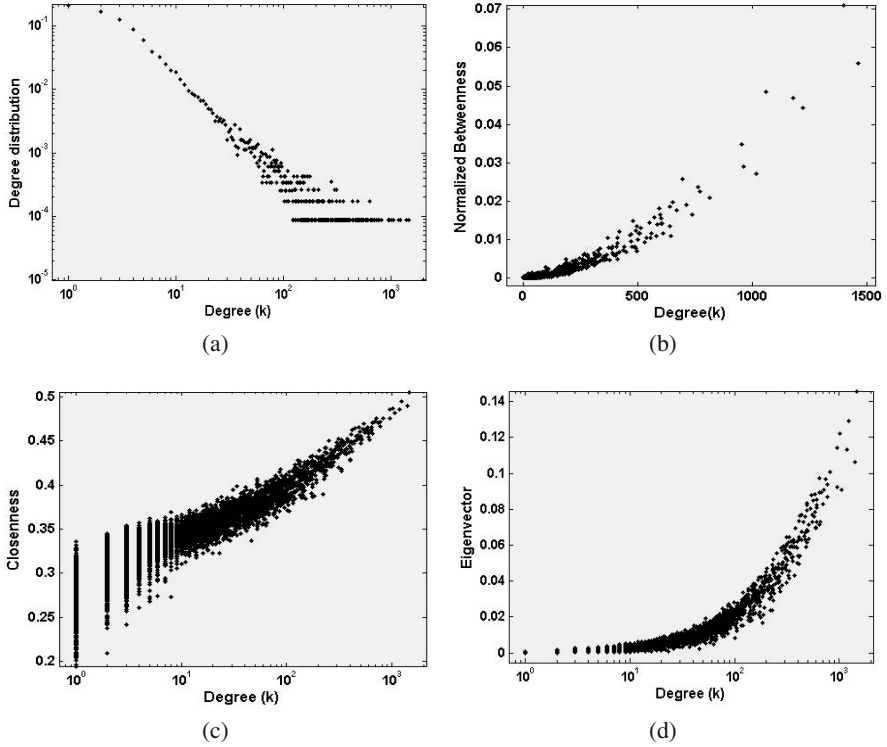 10^-1
10^-2
10^-3
10^-4
10^-5
10^0 10^1 10^2 10^3
Degree distribution
Degree (k)
(a)
0.07
0.06
0.05
0.04
0.03
0.02
0.01
0
0 500 1000 1500
Normalized Betweenness
Degree(k)
(b)
0.5
0.45
0.4
0.35
0.3
0.25
0.2
10^0 10^1 10^2 10^3
Closenness
Degree (k)
(c)
0.14
0.12
0.1
0.08
0.06
0.04
0.02
0
10^0 10^1 10^2 10^3
Eigenvector
Degree (k)
(d)